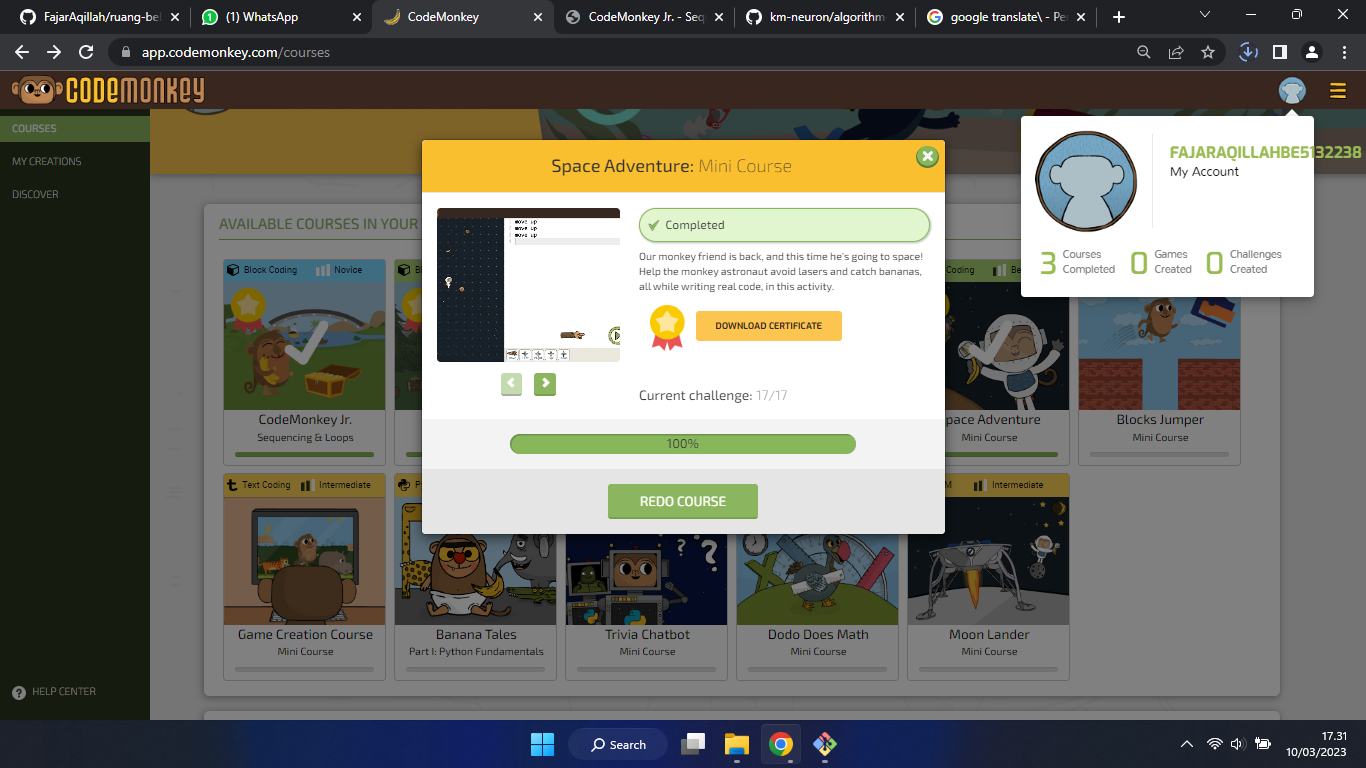 FajarAqillah/ruang-be
(1) WhatsApp
CodeMonkey
CodeMonkey Jr. - Seq
km-neuron/algorithm
google translate\ - Pe
app.codemonkey.com/courses
CODEMONKEY
COURSES
MY CREATIONS
DISCOVER
HELP CENTER
FAJARAQILLAHBE5132238
My Account
3 Courses Completed
0 Games Created
0 Challenges Created
AVAILABLE COURSES IN YOUR
Space Adventure: Mini Course
move up
move up
move up
Completed
Our monkey friend is back, and this time he's going to space!
Help the monkey astronaut avoid lasers and catch bananas,
all while writing real code, in this activity.
DOWNLOAD CERTIFICATE
Current challenge: 17/17
100%
REDO COURSE
Block Coding Novice
CodeMonkey Jr.
Sequencing & Loops
Coding
pace Adventure
Mini Course
Blocks Jumper
Mini Course
Text Coding Intermediate
Game Creation Course
Mini Course
Banana Tales
Part I: Python Fundamentals
Trivia Chatbot
Mini Course
Dodo Does Math
Mini Course
Intermediate
Moon Lander
Mini Course
Search
17.31
10/03/2023